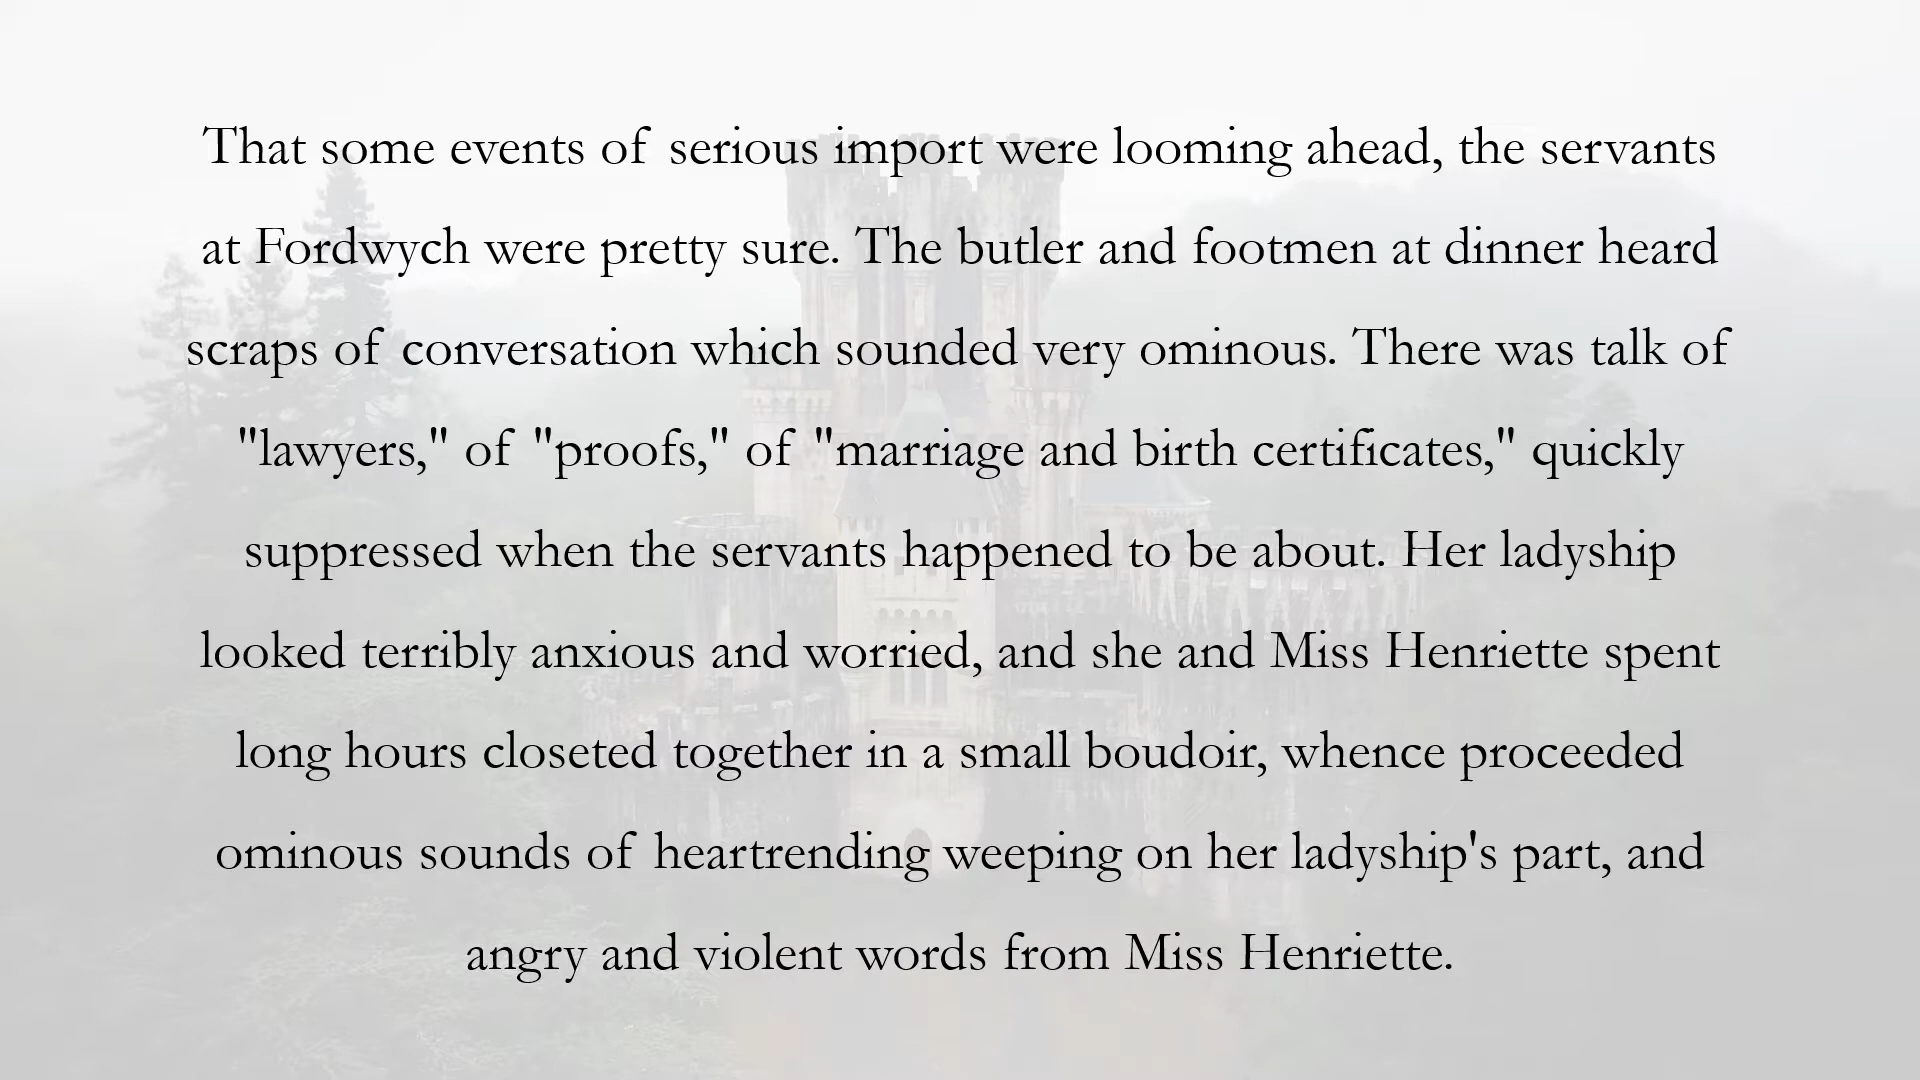 That some events of serious import were looming ahead, the servants
at Fordwych were pretty sure. The butler and footmen at dinner heard
scraps of conversation which sounded very ominous. There was talk of
"lawyers," of "proofs," of "marriage and birth certificates," quickly
suppressed when the servants happened to be about. Her ladyship
looked terribly anxious and worried, and she and Miss Henriette spent
long hours closeted together in a small boudoir, whence proceeded
ominous sounds of heartrending weeping on her ladyship's part, and
angry and violent words from Miss Henriette.